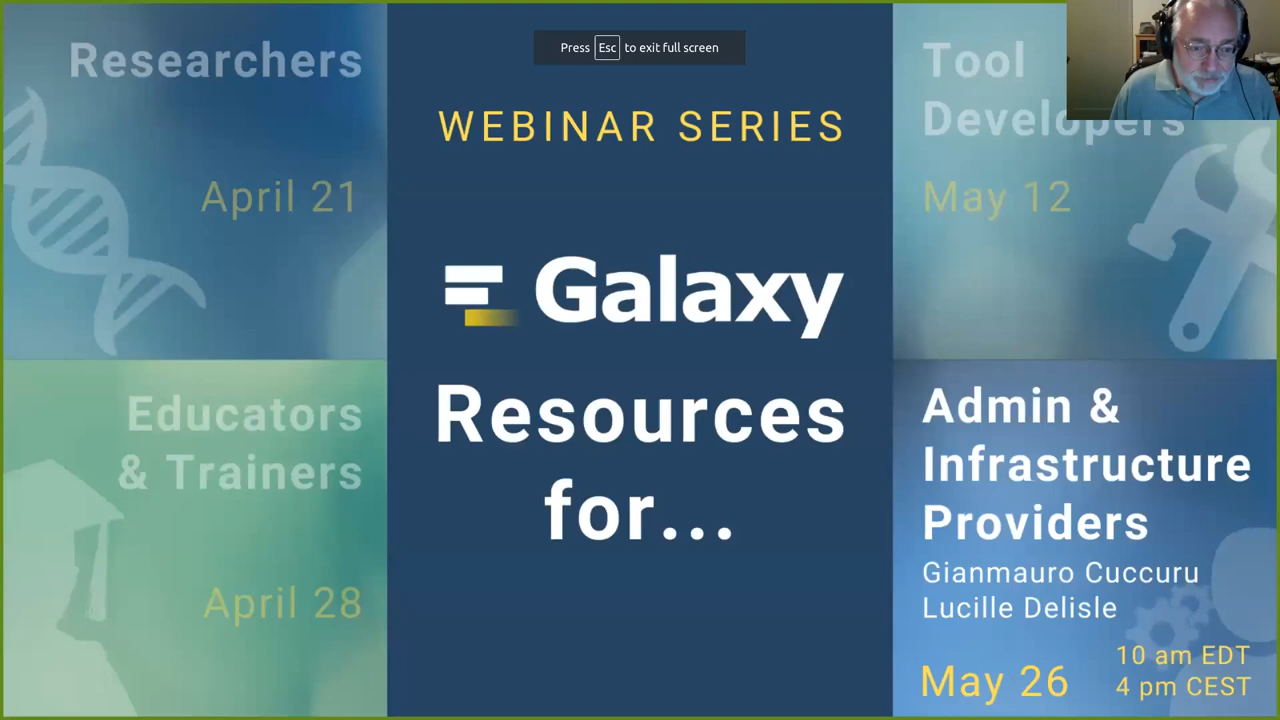 Press Esc to exit full screen
Researchers
April 21
Educators
& Trainers
April 28
WEBINAR SERIES
Galaxy
Resources
for...
Tool
Developers
May 12
Admin &
Infrastructure
Providers
Gianmauro Cuccuru
Lucille Delisle
May 26
10 am EDT
4 pm CEST